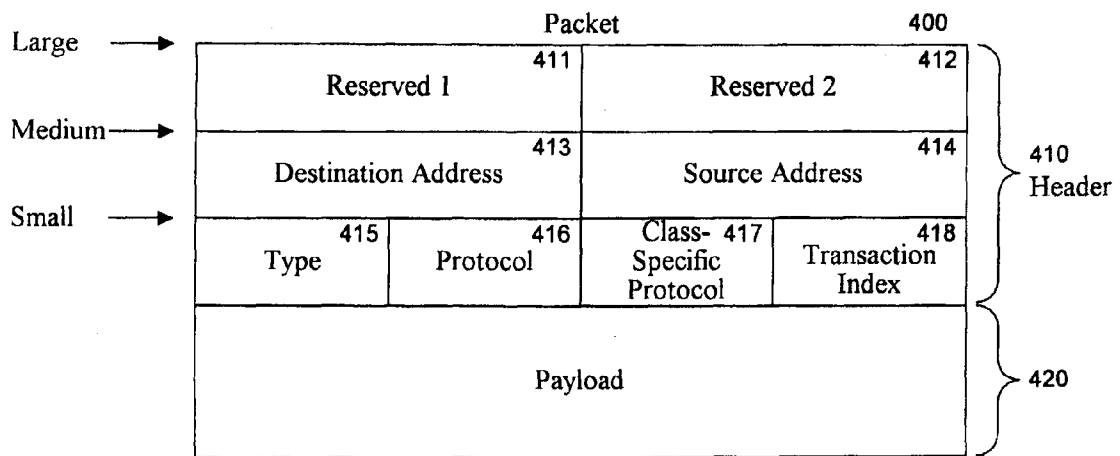 Packet 400
Large
411 412
Reserved 1 Reserved 2
Medium
413 414
Destination Address Source Address
410
Header
Small
415 416 Class- 417 418
Type Protocol Specific Transaction
Protocol Index
Payload 420